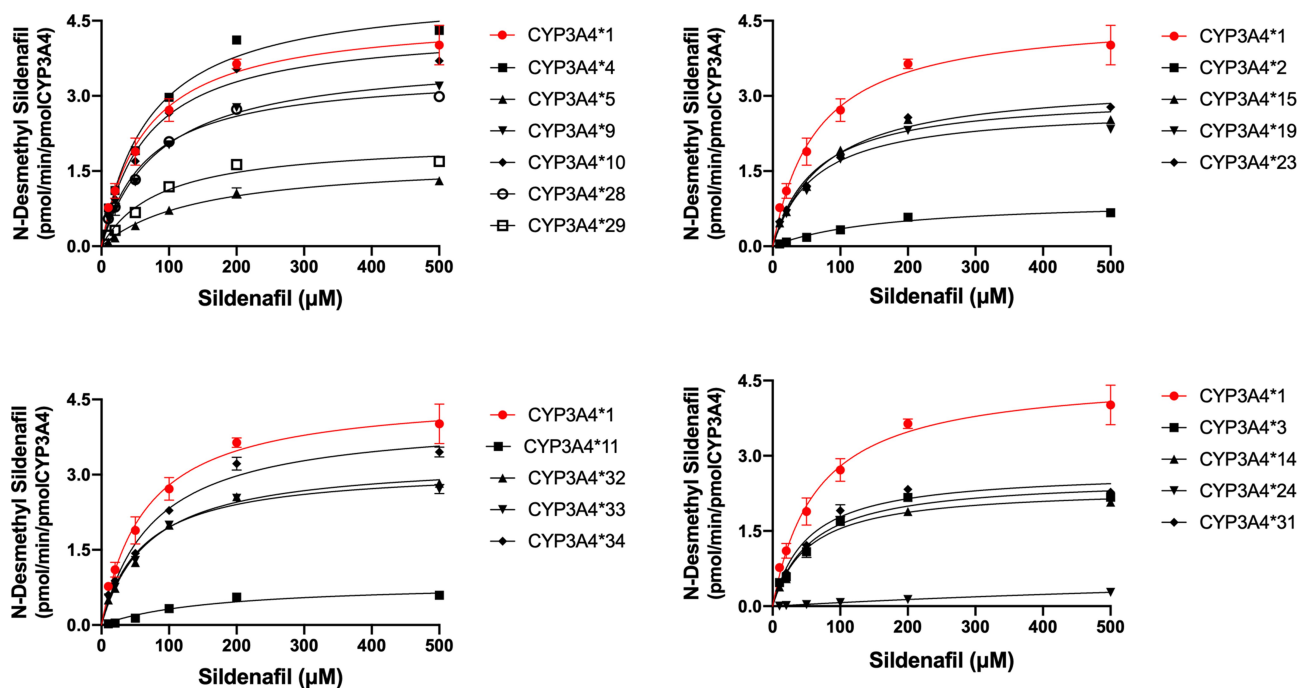 N-Desmethyl Sildenafil
(pmol/min/pmolCYP3A4)
4.5
3.0
1.5
0.0
0
100
200
300
400
500
Sildenafil (µM)
CYP3A4*1
CYP3A4*4
CYP3A4*5
CYP3A4*9
CYP3A4*10
CYP3A4*28
CYP3A4*29
N-Desmethyl Sildenafil
(pmol/min/pmolCYP3A4)
4.5
3.0
1.5
0.0
0
100
200
300
400
500
Sildenafil (µM)
CYP3A4*1
CYP3A4*2
CYP3A4*15
CYP3A4*19
CYP3A4*23
N-Desmethyl Sildenafil
(pmol/min/pmolCYP3A4)
4.5
3.0
1.5
0.0
0
100
200
300
400
500
Sildenafil (µM)
CYP3A4*1
CYP3A4*11
CYP3A4*32
CYP3A4*33
CYP3A4*34
N-Desmethyl Sildenafil
(pmol/min/pmolCYP3A4)
4.5
3.0
1.5
0.0
0
100
200
300
400
500
Sildenafil (µM)
CYP3A4*1
CYP3A4*3
CYP3A4*14
CYP3A4*24
CYP3A4*31